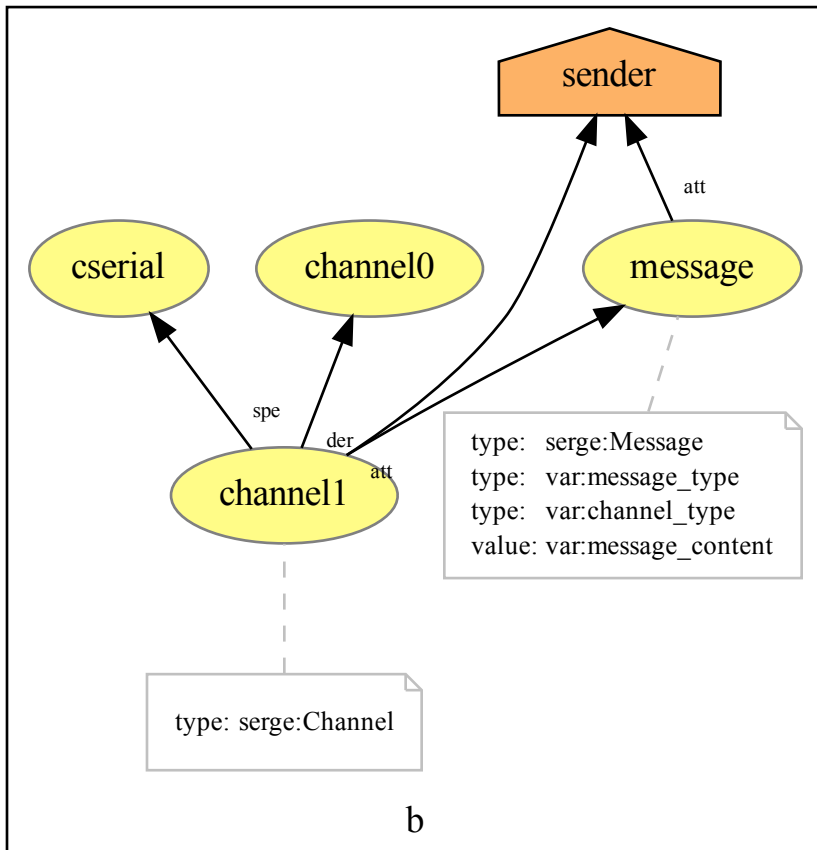 sender
att
cserial
channel0
message
spe
der
att
channel1
type: serge:Message
type: var:message_type
type: var:channel_type
value: var:message_content
type: serge:Channel
b